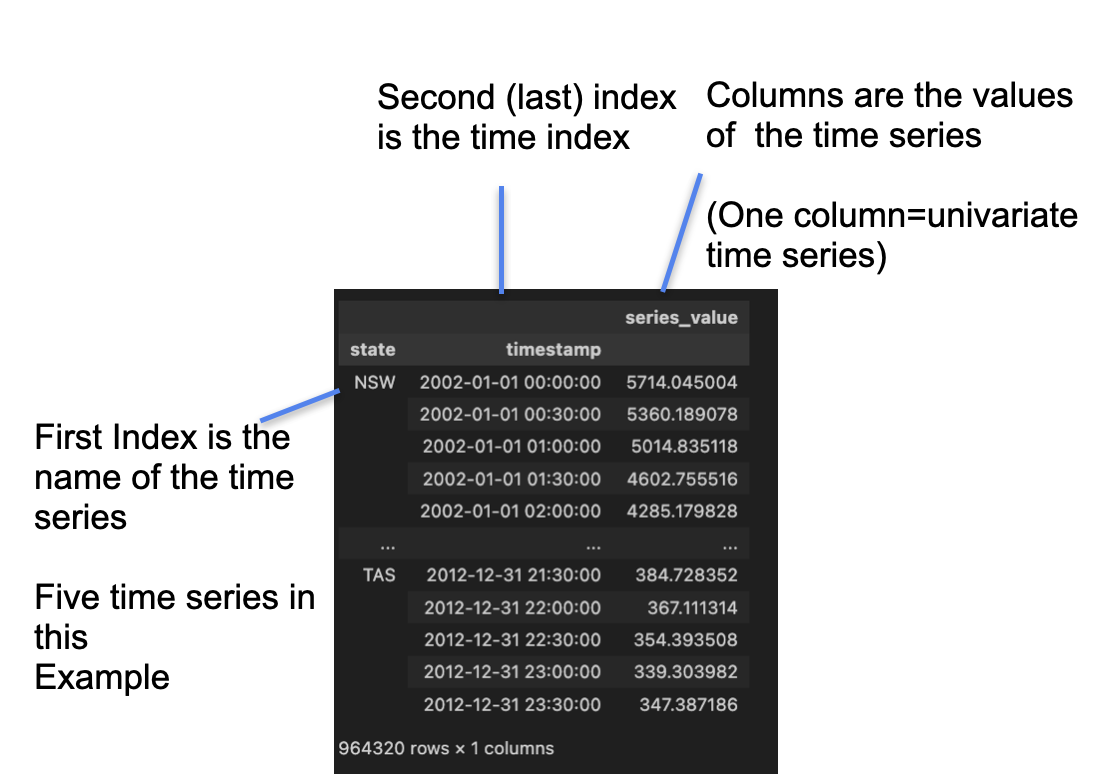 Second (last) index
is the time index
Columns are the values
of  the time series
(One column=univariate
time series)
First Index is the
name of the time
series
Five time series in
this
Example
series_value
state timestamp
NSW 2002-01-01 00:00:00 5714.045004
2002-01-01 00:30:00 5360.189078
2002-01-01 01:00:00 5014.835118
2002-01-01 01:30:00 4602.755516
2002-01-01 02:00:00 4285.179828
... ... ...
TAS 2012-12-31 21:30:00 384.728352
2012-12-31 22:00:00 367.111314
2012-12-31 22:30:00 354.393508
2012-12-31 23:00:00 339.303982
2012-12-31 23:30:00 347.387186
964320 rows × 1 columns